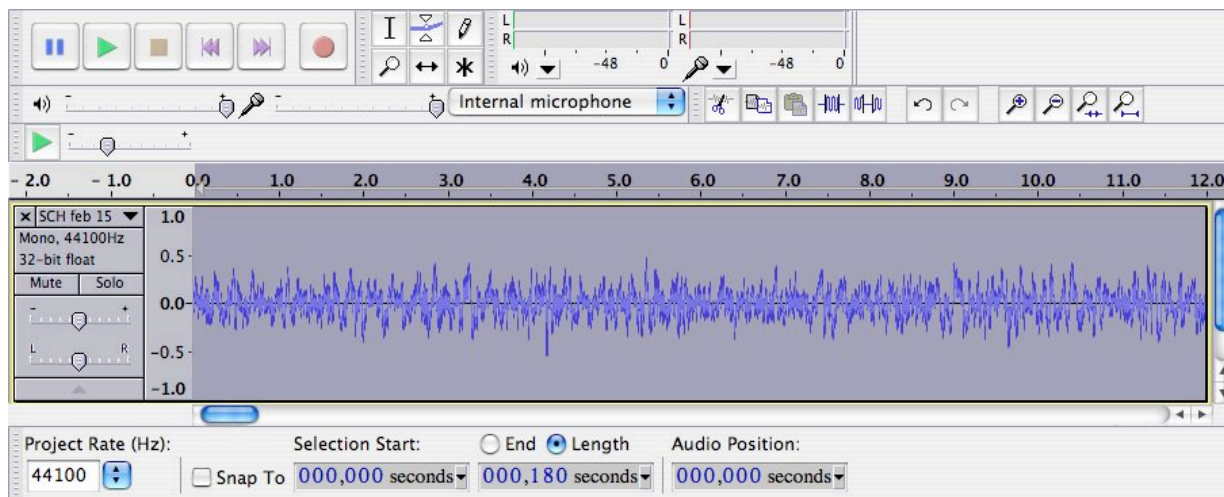 L L
R R
-48 0 -48 0
Internal microphone
- 2.0 - 1.0 0.0 1.0 2.0 3.0 4.0 5.0 6.0 7.0 8.0 9.0 10.0 11.0 12.0
SCH feb 15
Mono, 44100Hz
32-bit float
Mute Solo
- +
L R
1.0
0.5
0.0
-0.5
-1.0
Project Rate (Hz): Selection Start: End Length Audio Position:
44100 Snap To 000,000 seconds 000,180 seconds 000,000 seconds